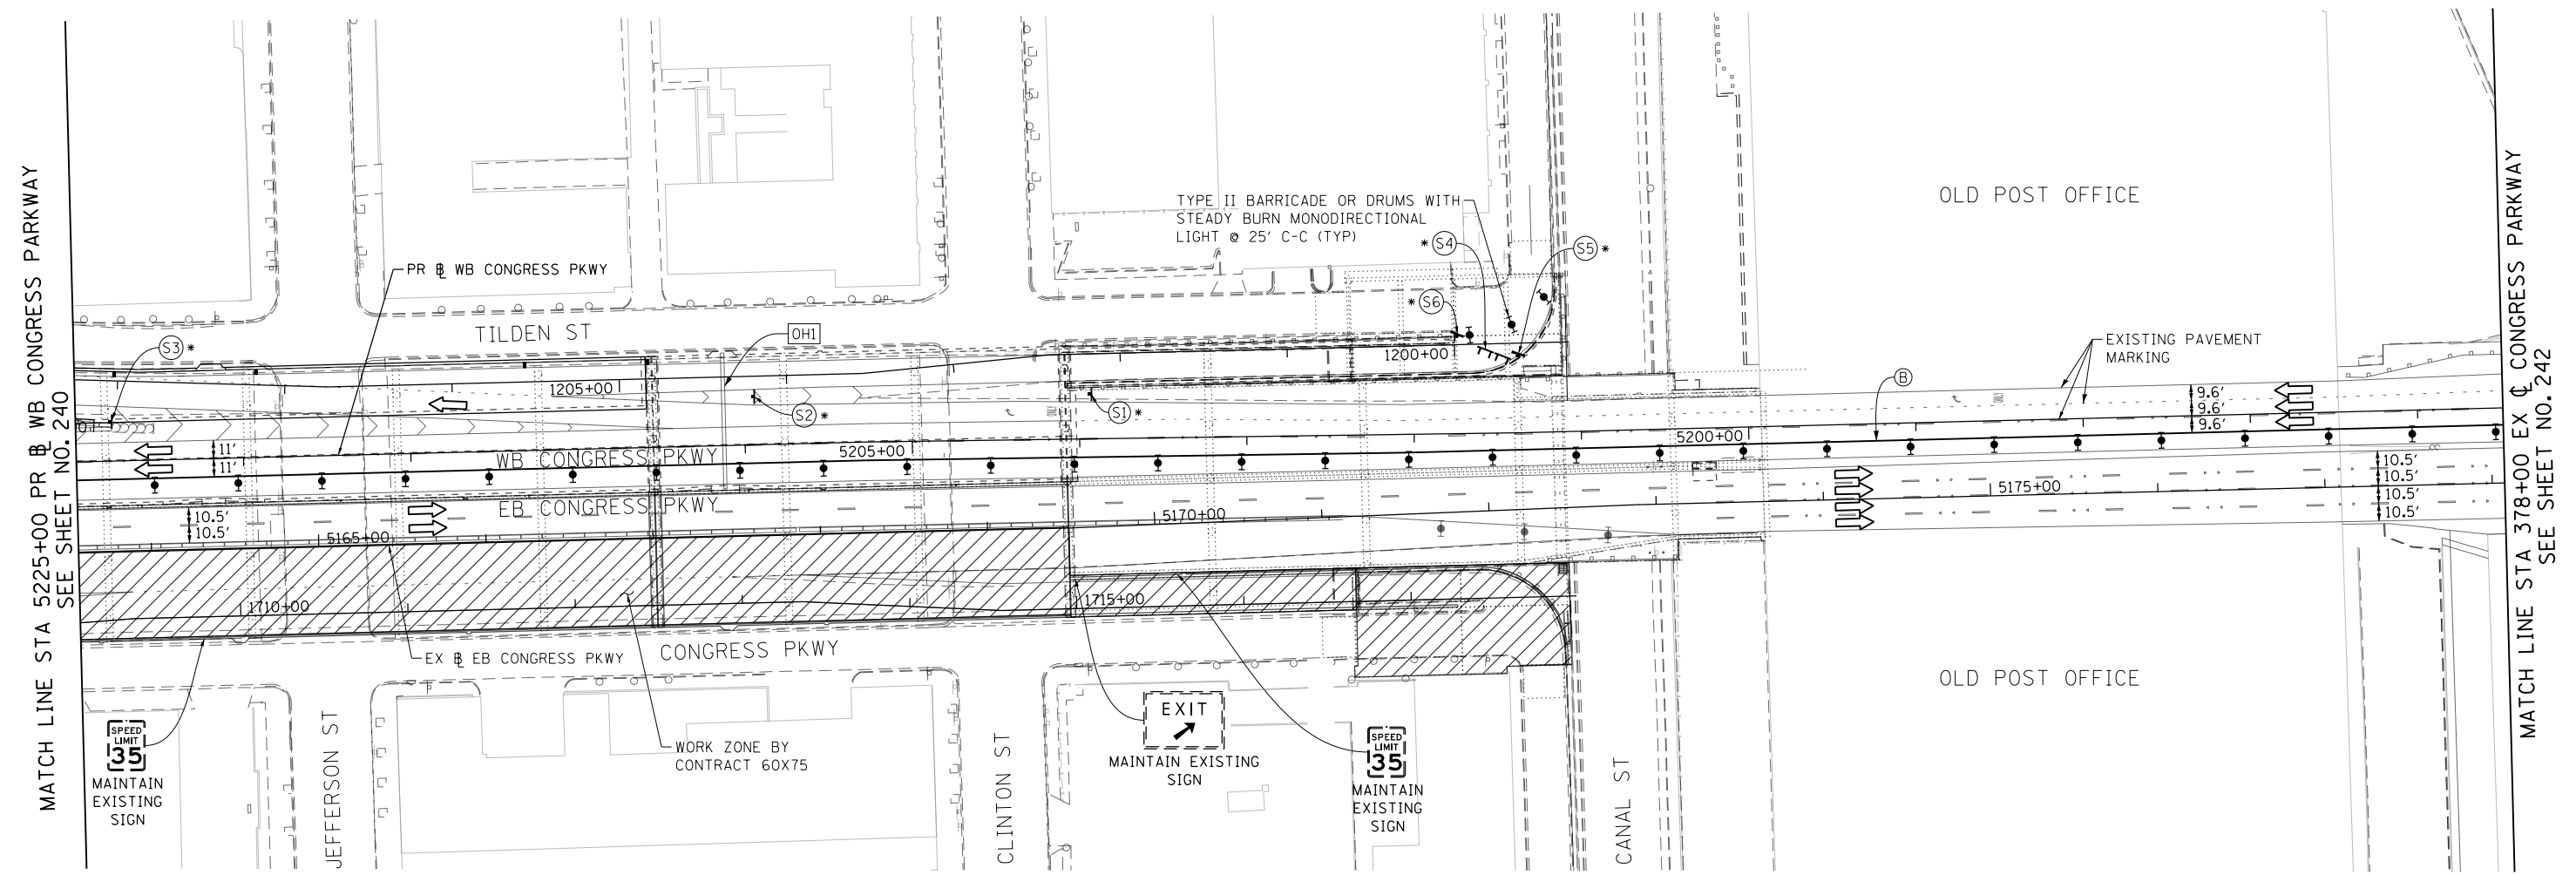 MATCH LINE STA 5225+00 PR ℄ WB CONGRESS PARKWAY
SEE SHEET NO. 240
PR ℄ WB CONGRESS PKWY
TILDEN ST
OH1
S3 *
1205+00
S2 *
S1 *
TYPE II BARRICADE OR DRUMS WITH
STEADY BURN MONODIRECTIONAL
LIGHT @ 25' C-C (TYP)
* S4
S5 *
* S6
1200+00
OLD POST OFFICE
EXISTING PAVEMENT
MARKING
B
9.6'
9.6'
9.6'
11'
11'
WB CONGRESS PKWY
5205+00
5200+00
EB CONGRESS PKWY
10.5'
10.5'
5165+00
5170+00
5175+00
10.5'
10.5'
10.5'
10.5'
1710+00
1715+00
EX ℄ EB CONGRESS PKWY
CONGRESS PKWY
OLD POST OFFICE
SPEED
LIMIT
35
MAINTAIN
EXISTING
SIGN
JEFFERSON ST
WORK ZONE BY
CONTRACT 60X75
CLINTON ST
EXIT
MAINTAIN EXISTING
SIGN
SPEED
LIMIT
35
MAINTAIN
EXISTING
SIGN
CANAL ST
MATCH LINE STA 378+00 EX ℄ CONGRESS PARKWAY
SEE SHEET NO. 242